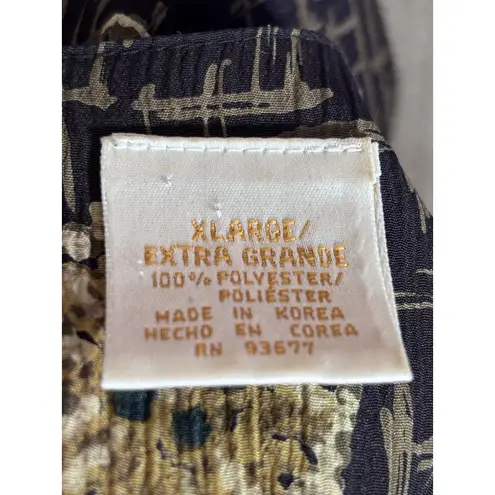 XLARGE/
EXTRA GRANDE
100% POLYESTER/
POLIÉSTER
MADE IN KOREA
HECHO EN COREA
RN 93677